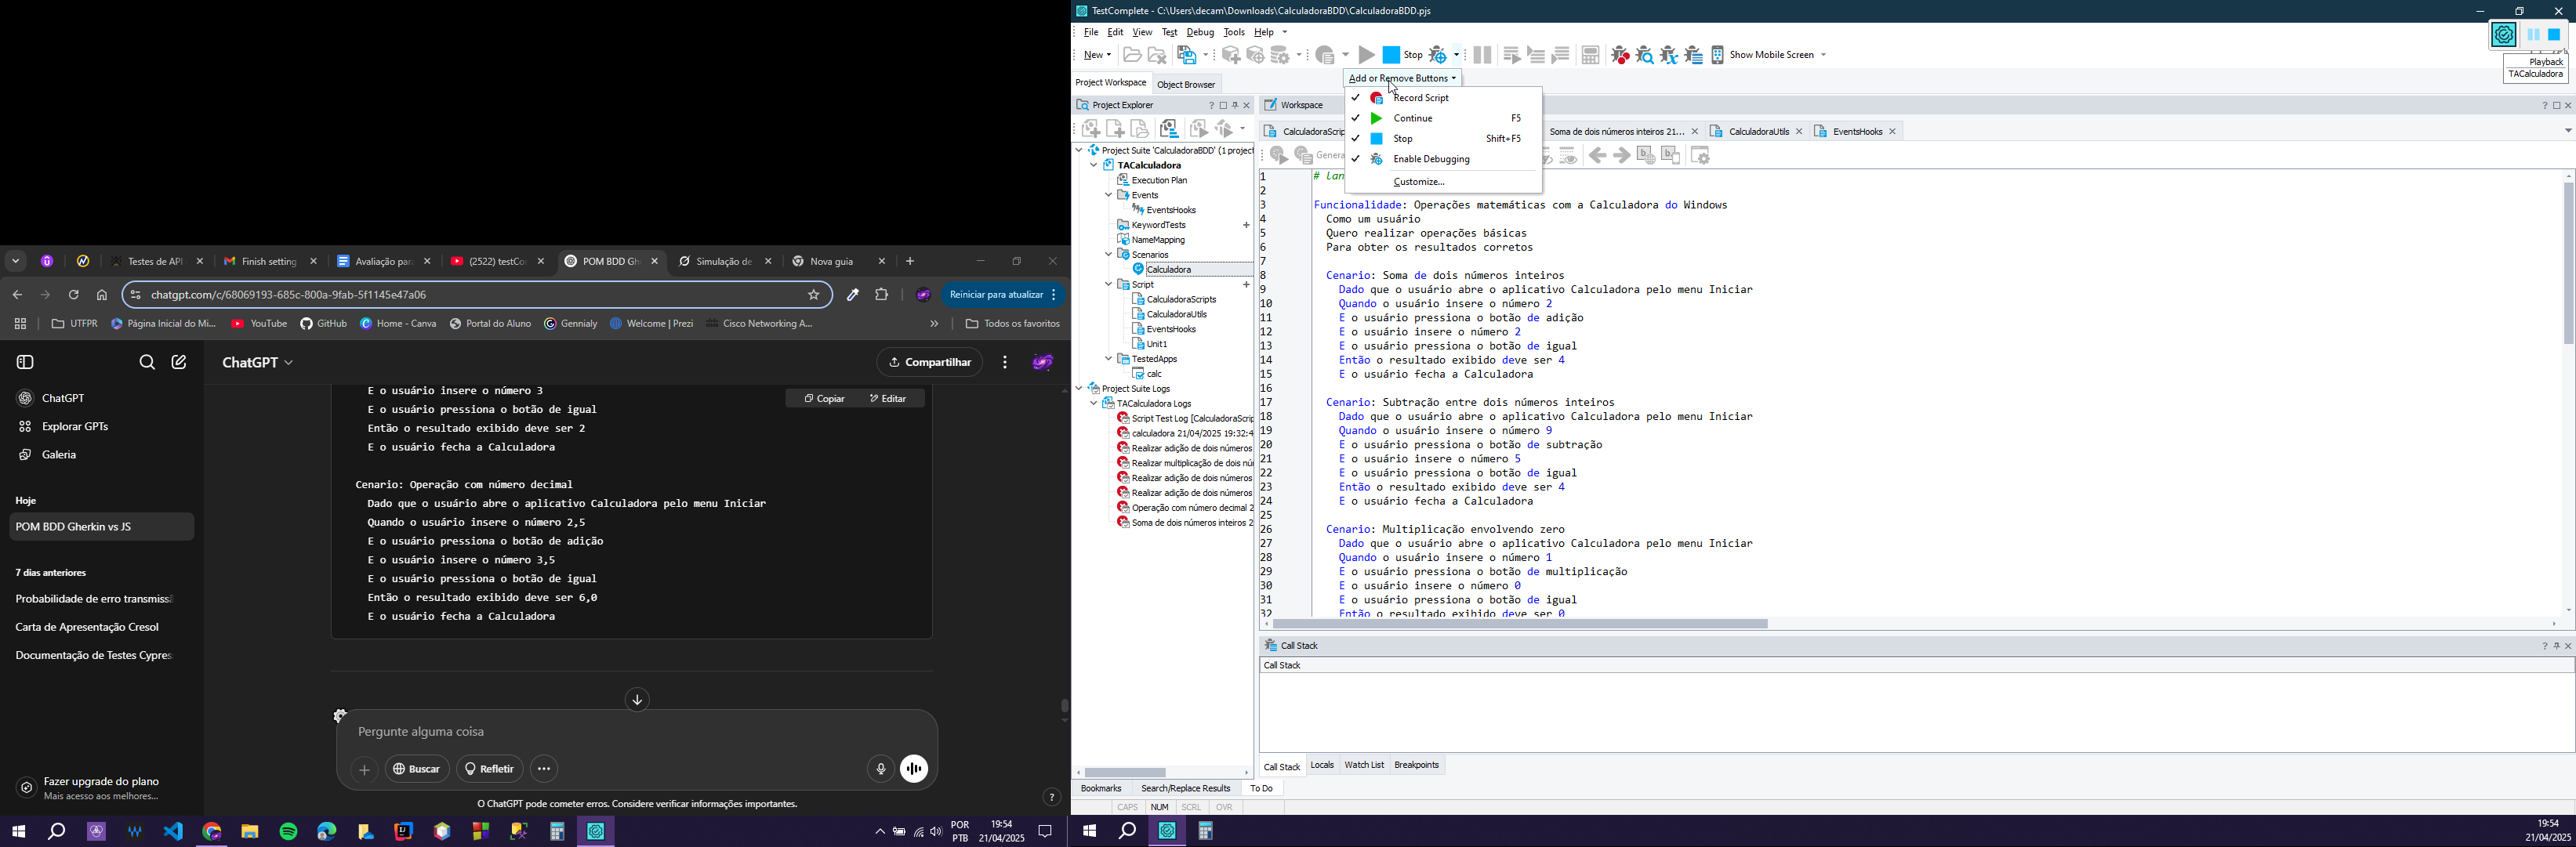 Testes de API
Finish setting
Avaliação par
(2522) testCo
POM BDD Gh
Simulação de
Nova guia
chatgpt.com/c/68069193-685c-800a-9fab-5f1145e47a06
Reiniciar para atualizar
UTFPR
Página Inicial do Mi...
YouTube
GitHub
Home - Canva
Portal do Aluno
Gennialy
Welcome | Prezi
Cisco Networking A...
Todos os favoritos
ChatGPT
Compartilhar
ChatGPT
Explorar GPTs
Galeria
Hoje
POM BDD Gherkin vs JS
7 dias anteriores
Probabilidade de erro transmiss
Carta de Apresentação Cresol
Documentação de Testes Cypres
Fazer upgrade do plano
Mais acesso aos melhores...
Copiar
Editar
E o usuário insere o número 3
E o usuário pressiona o botão de igual
Então o resultado exibido deve ser 2
E o usuário fecha a Calculadora
Cenario: Operação com número decimal
Dado que o usuário abre o aplicativo Calculadora pelo menu Iniciar
Quando o usuário insere o número 2,5
E o usuário pressiona o botão de adição
E o usuário insere o número 3,5
E o usuário pressiona o botão de igual
Então o resultado exibido deve ser 6,0
E o usuário fecha a Calculadora
Pergunte alguma coisa
Buscar
Refletir
O ChatGPT pode cometer erros. Considere verificar informações importantes.
?
POR
PTB
19:54
21/04/2025
TestComplete - C:\Users\decam\Downloads\CalculadoraBDD\CalculadoraBDD.pjs
File Edit View Test Debug Tools Help
New
Stop
Show Mobile Screen
Playback
TACalculadora
Project Workspace
Object Browser
Add or Remove Buttons
Record Script
Continue F5
Stop Shift+F5
Enable Debugging
Customize...
Project Explorer
Project Suite 'CalculadoraBDD' (1 project
TACalculadora
Execution Plan
Events
EventsHooks
KeywordTests
NameMapping
Scenarios
Calculadora
Script
CalculadoraScripts
CalculadoraUtils
EventsHooks
Unit1
TestedApps
calc
Project Suite Logs
TACalculadora Logs
Script Test Log [CalculadoraScrip
calculadora 21/04/2025 19:32:4
Realizar adição de dois números
Realizar multiplicação de dois nú
Realizar adição de dois números
Realizar adição de dois números
Operação com número decimal 2
Soma de dois números inteiros 2
Workspace
CalculadoraScrip
Soma de dois números inteiros 21...
CalculadoraUtils
EventsHooks
Genera
1 # lan
2
3 Funcionalidade: Operações matemáticas com a Calculadora do Windows
4 Como um usuário
5 Quero realizar operações básicas
6 Para obter os resultados corretos
7
8 Cenario: Soma de dois números inteiros
9 Dado que o usuário abre o aplicativo Calculadora pelo menu Iniciar
10 Quando o usuário insere o número 2
11 E o usuário pressiona o botão de adição
12 E o usuário insere o número 2
13 E o usuário pressiona o botão de igual
14 Então o resultado exibido deve ser 4
15 E o usuário fecha a Calculadora
16
17 Cenario: Subtração entre dois números inteiros
18 Dado que o usuário abre o aplicativo Calculadora pelo menu Iniciar
19 Quando o usuário insere o número 9
20 E o usuário pressiona o botão de subtração
21 E o usuário insere o número 5
22 E o usuário pressiona o botão de igual
23 Então o resultado exibido deve ser 4
24 E o usuário fecha a Calculadora
25
26 Cenario: Multiplicação envolvendo zero
27 Dado que o usuário abre o aplicativo Calculadora pelo menu Iniciar
28 Quando o usuário insere o número 1
29 E o usuário pressiona o botão de multiplicação
30 E o usuário insere o número 0
31 E o usuário pressiona o botão de igual
32 Então o resultado exibido deve ser 0
Call Stack
Call Stack
Call Stack
Locals
Watch List
Breakpoints
Bookmarks
Search/Replace Results
To Do
CAPS
NUM
SCRL
OVR
19:54
21/04/2025